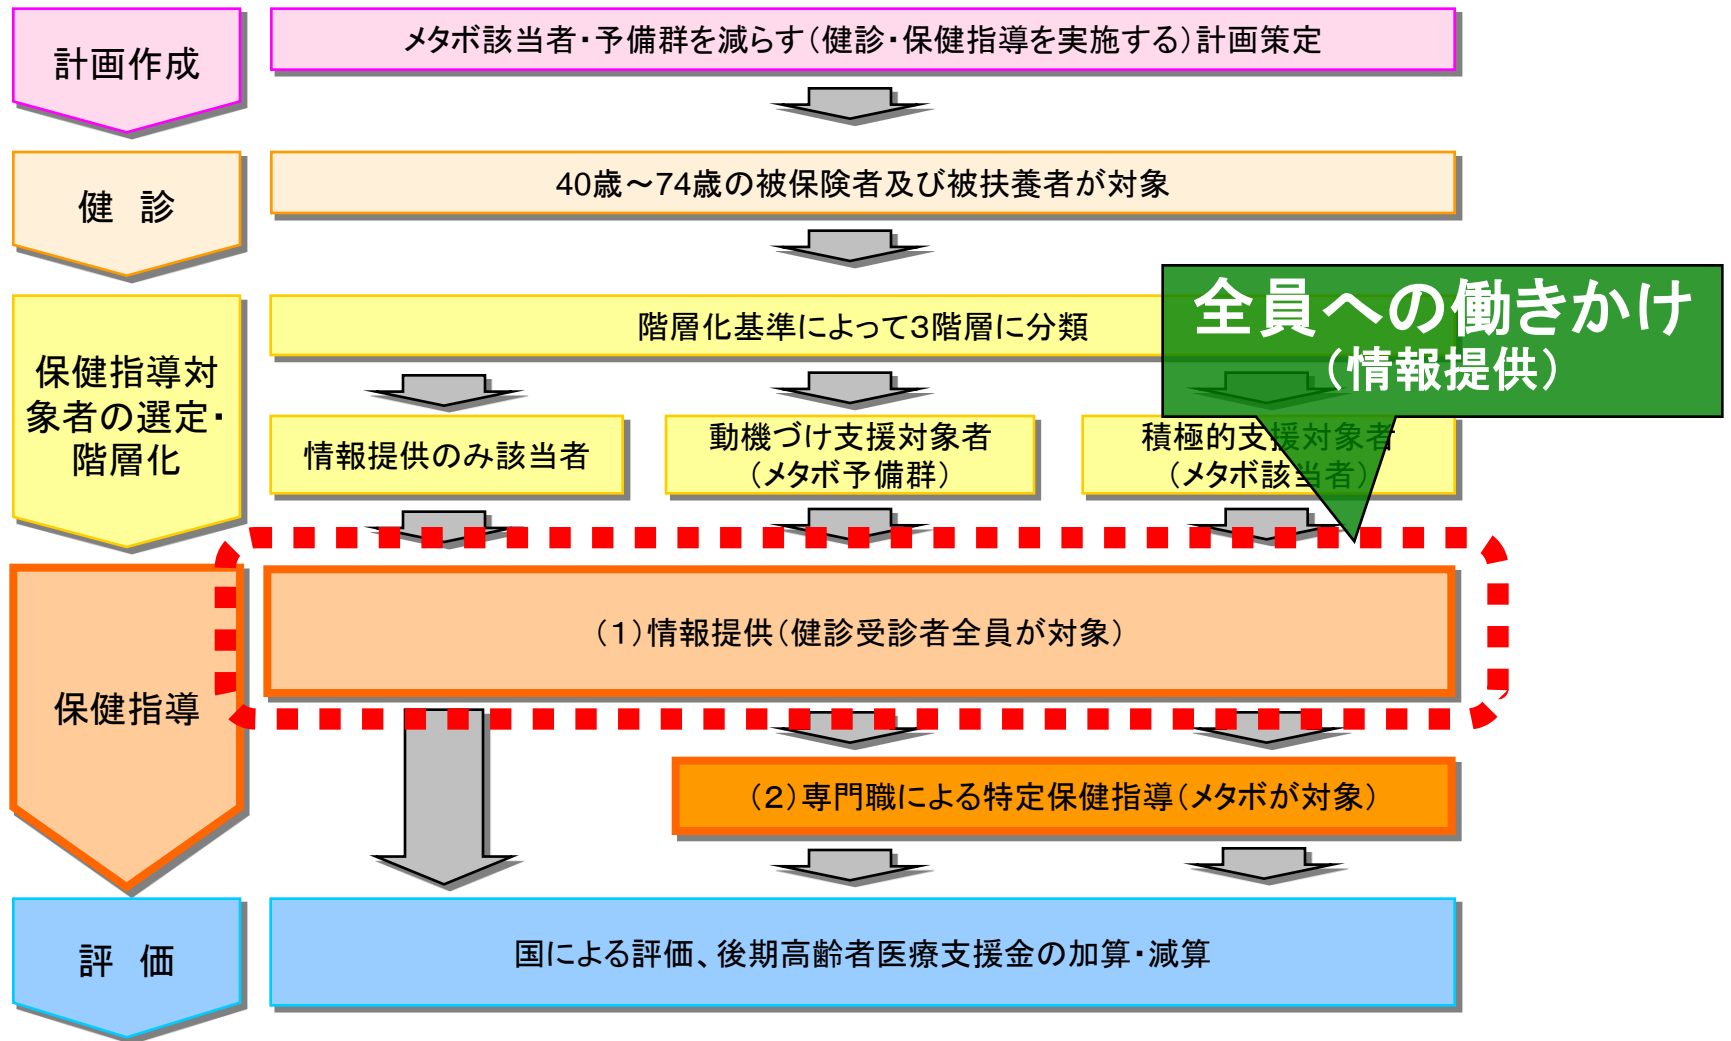 計画作成
メタボ該当者・予備群を減らす（健診・保健指導を実施する）計画策定
健　診
40歳～74歳の被保険者及び被扶養者が対象
保健指導対
象者の選定・
階層化
階層化基準によって３階層に分類
全員への働きかけ
（情報提供）
情報提供のみ該当者
動機づけ支援対象者
（メタボ予備群）
積極的支援対象者
（メタボ該当者）
保健指導
（１）情報提供（健診受診者全員が対象）
（２）専門職による特定保健指導（メタボが対象）
評　価
国による評価、後期高齢者医療支援金の加算・減算